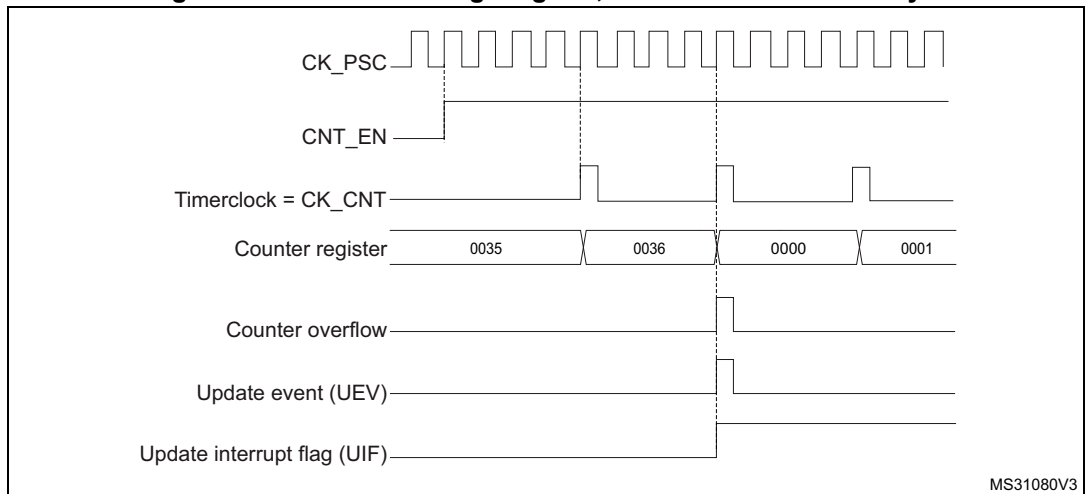 CK_PSC
CNT_EN
Timerclock = CK_CNT
Counter register 0035 0036 0000 0001
Counter overflow
Update event (UEV)
Update interrupt flag (UIF)
MS31080V3